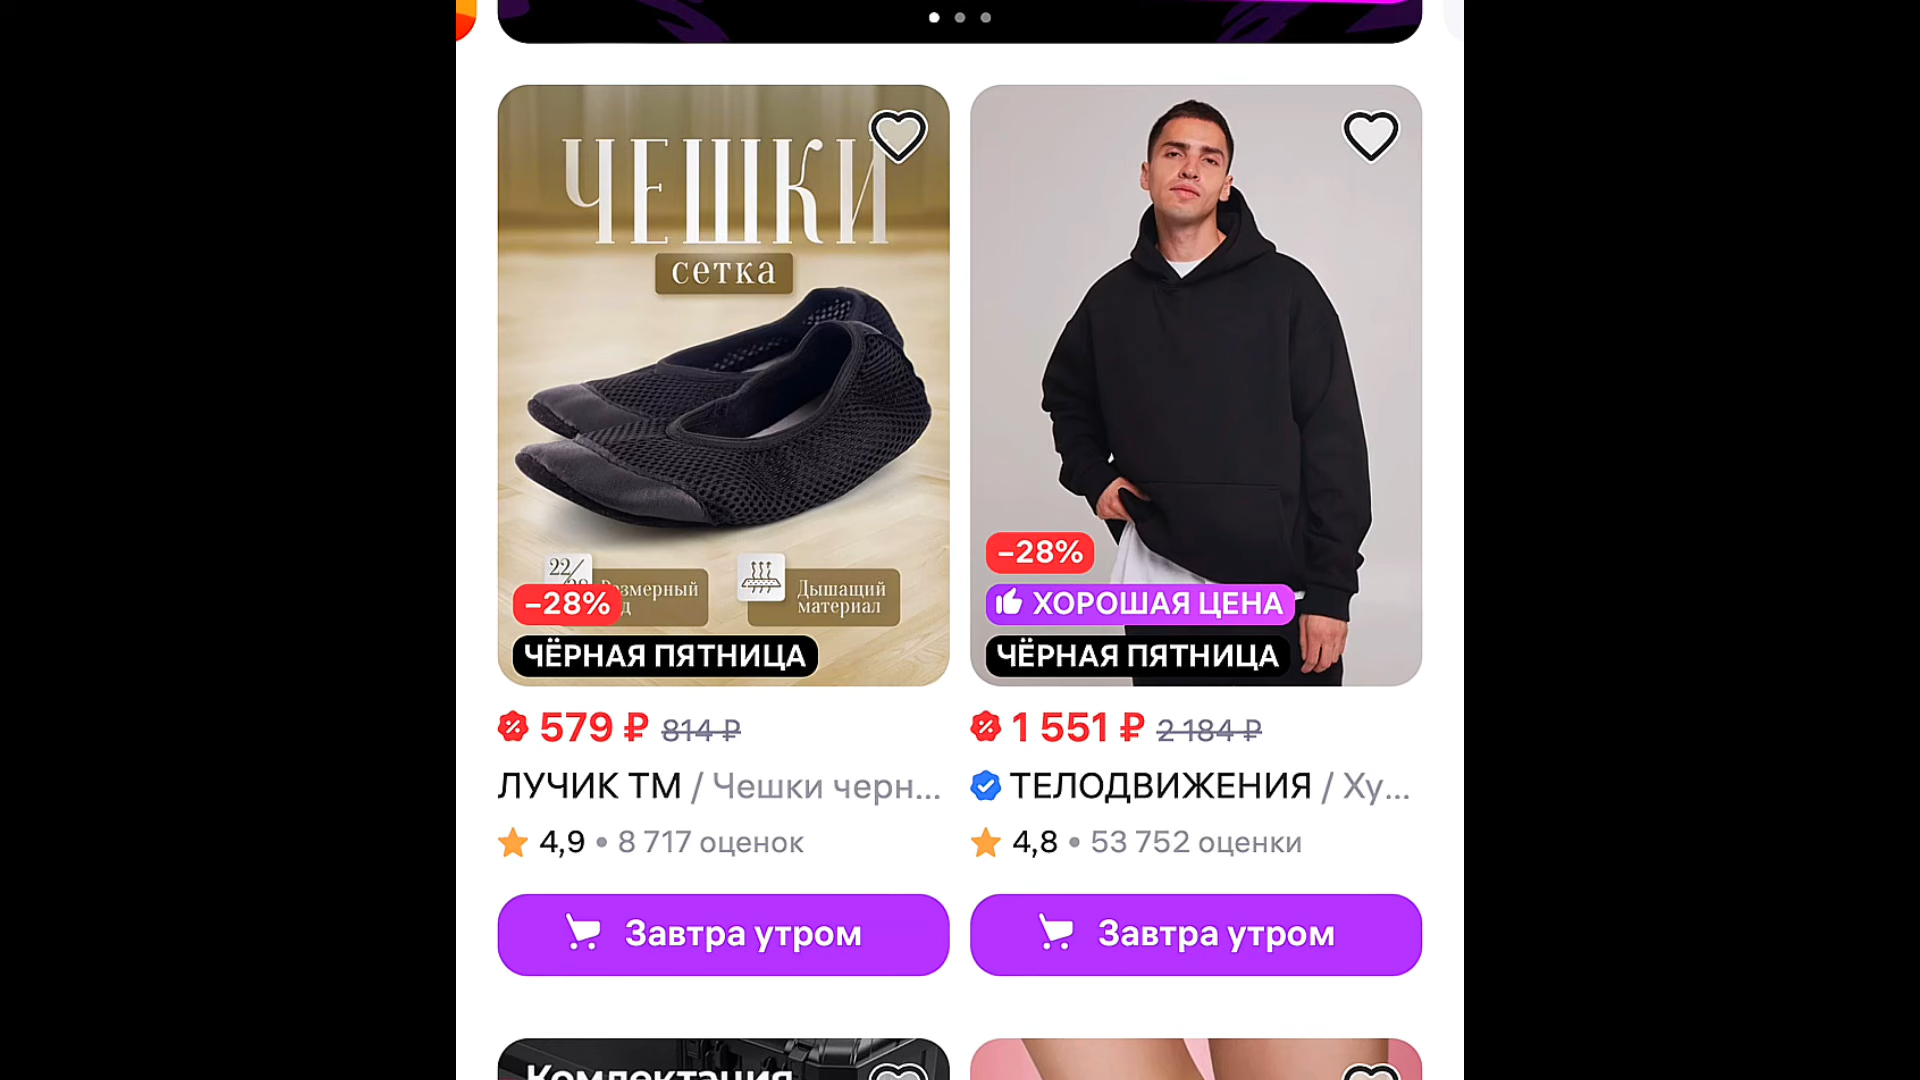 ЧЕШКИ
сетка
22/
Дышащий
материал
–28%
ЧЁРНАЯ ПЯТНИЦА
579 ₽ 814 ₽
ЛУЧИК ТМ / Чешки черн...
4,9 • 8 717 оценок
Завтра утром
–28%
ХОРОШАЯ ЦЕНА
ЧЁРНАЯ ПЯТНИЦА
1 551 ₽ 2 184 ₽
ТЕЛОДВИЖЕНИЯ / Ху...
4,8 • 53 752 оценки
Завтра утром
Комплектация